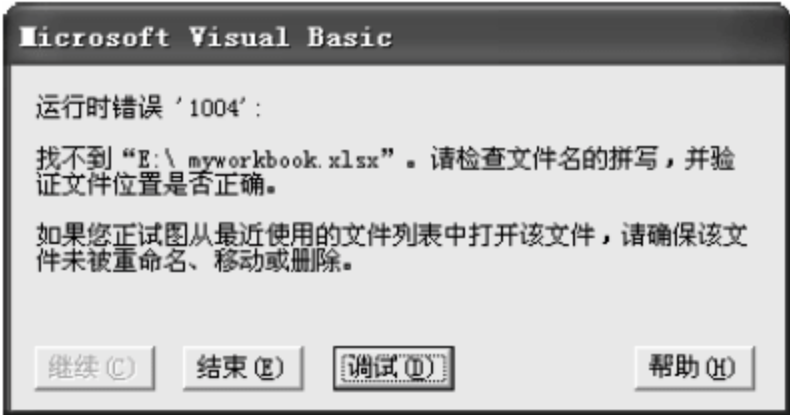 Microsoft Visual Basic
运行时错误 '1004':
找不到“E:\ myworkbook.xlsx”。请检查文件名的拼写，并验
证文件位置是否正确。
如果您正试图从最近使用的文件列表中打开该文件，请确保该文
件未被重命名、移动或删除。
继续(C) 结束(E) 调试(D) 帮助(H)